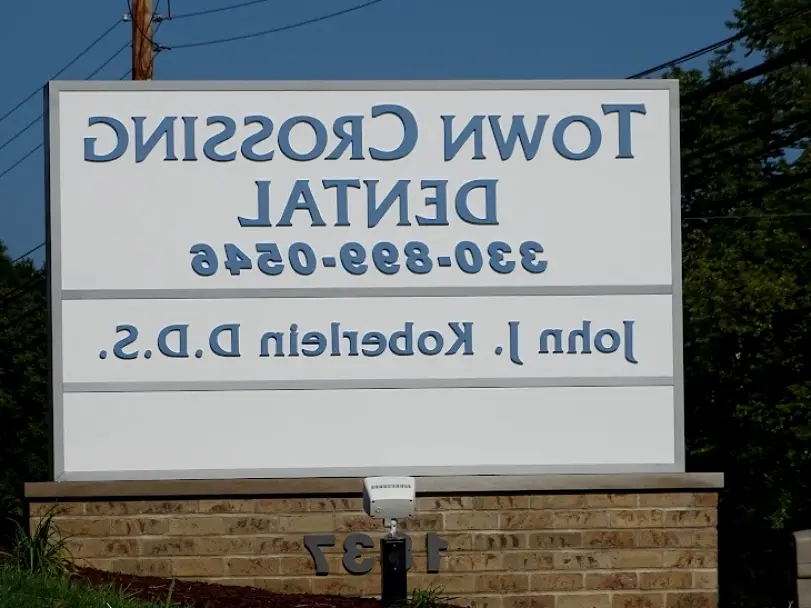 TOWN CROSSING
DENTAL
330-899-0546
John J. Koberlein D.D.S.